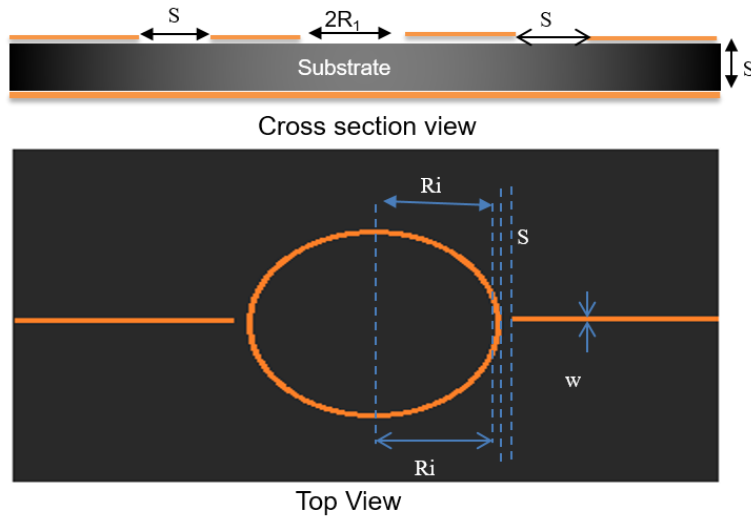 S
2R₁
S
Substrate
S
Cross section view
Ri
S
w
Ri
Top View